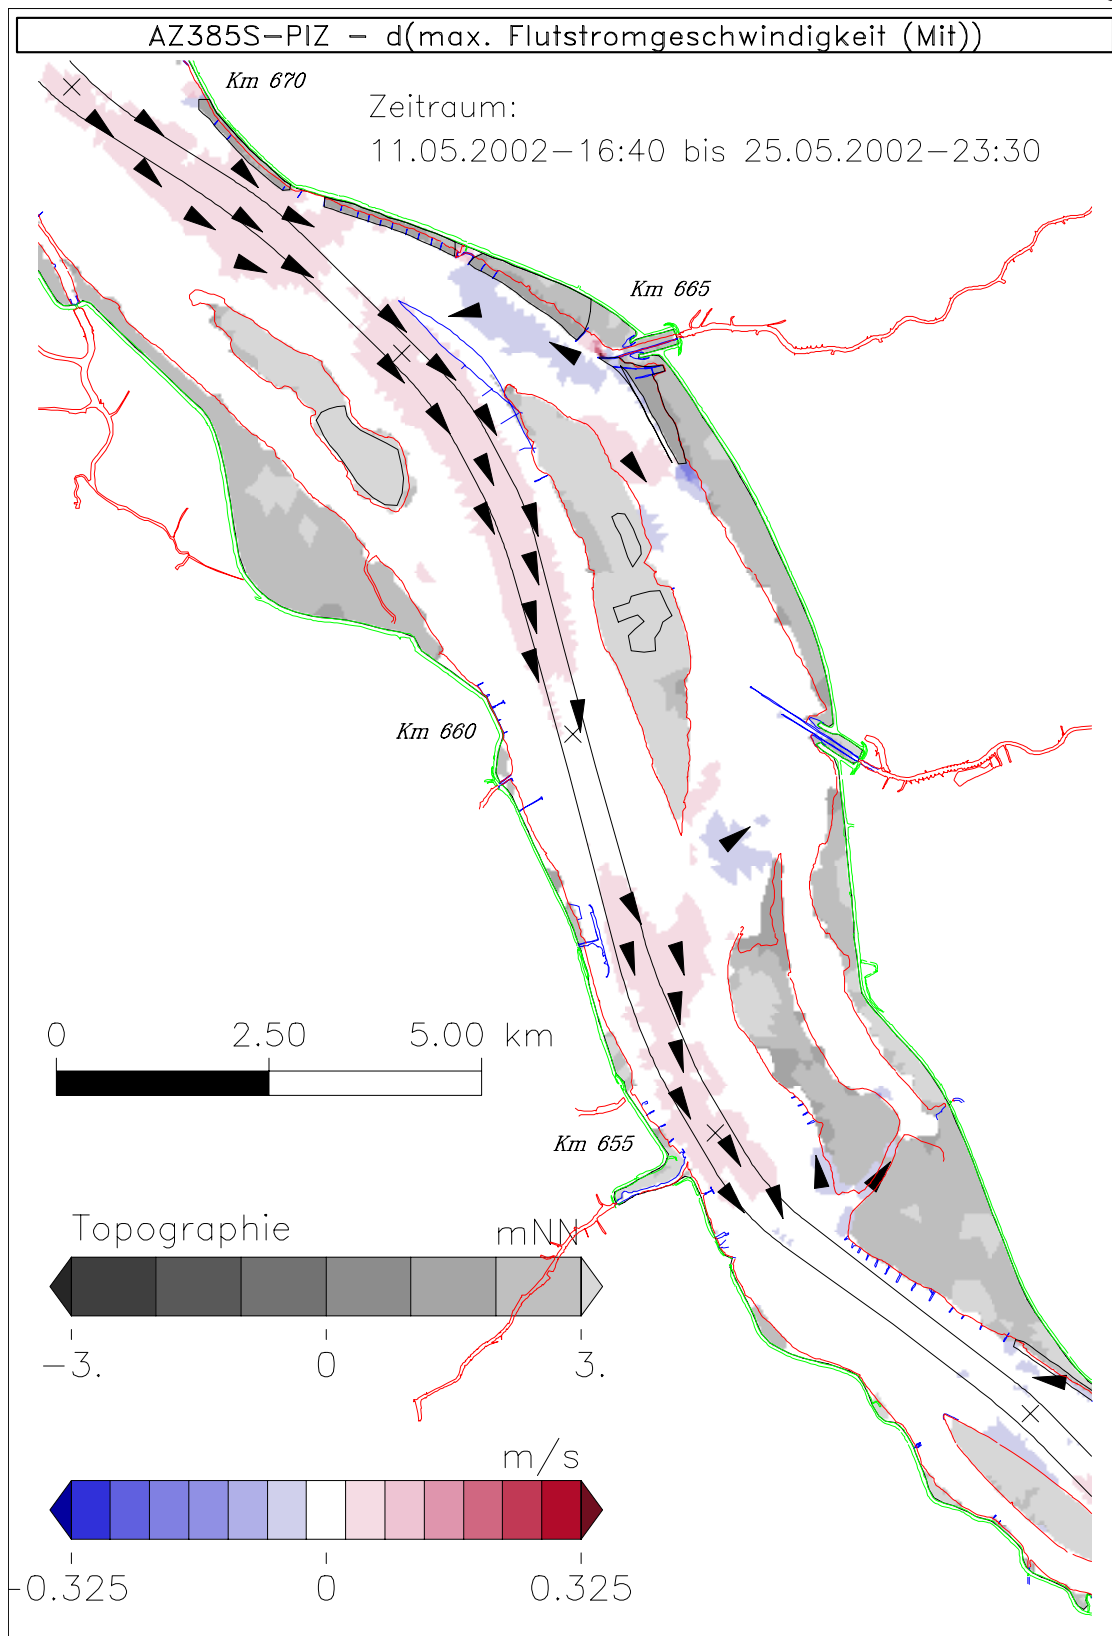 AZ385S-PIZ - d(max. Flutstromgeschwindigkeit (Mit))
Km 670
Zeitraum:
11.05.2002-16:40 bis 25.05.2002-23:30
Km 665
Km 660
0 2.50 5.00 km
Km 655
Topographie mNN
-3. 0 3.
m/s
-0.325 0 0.325